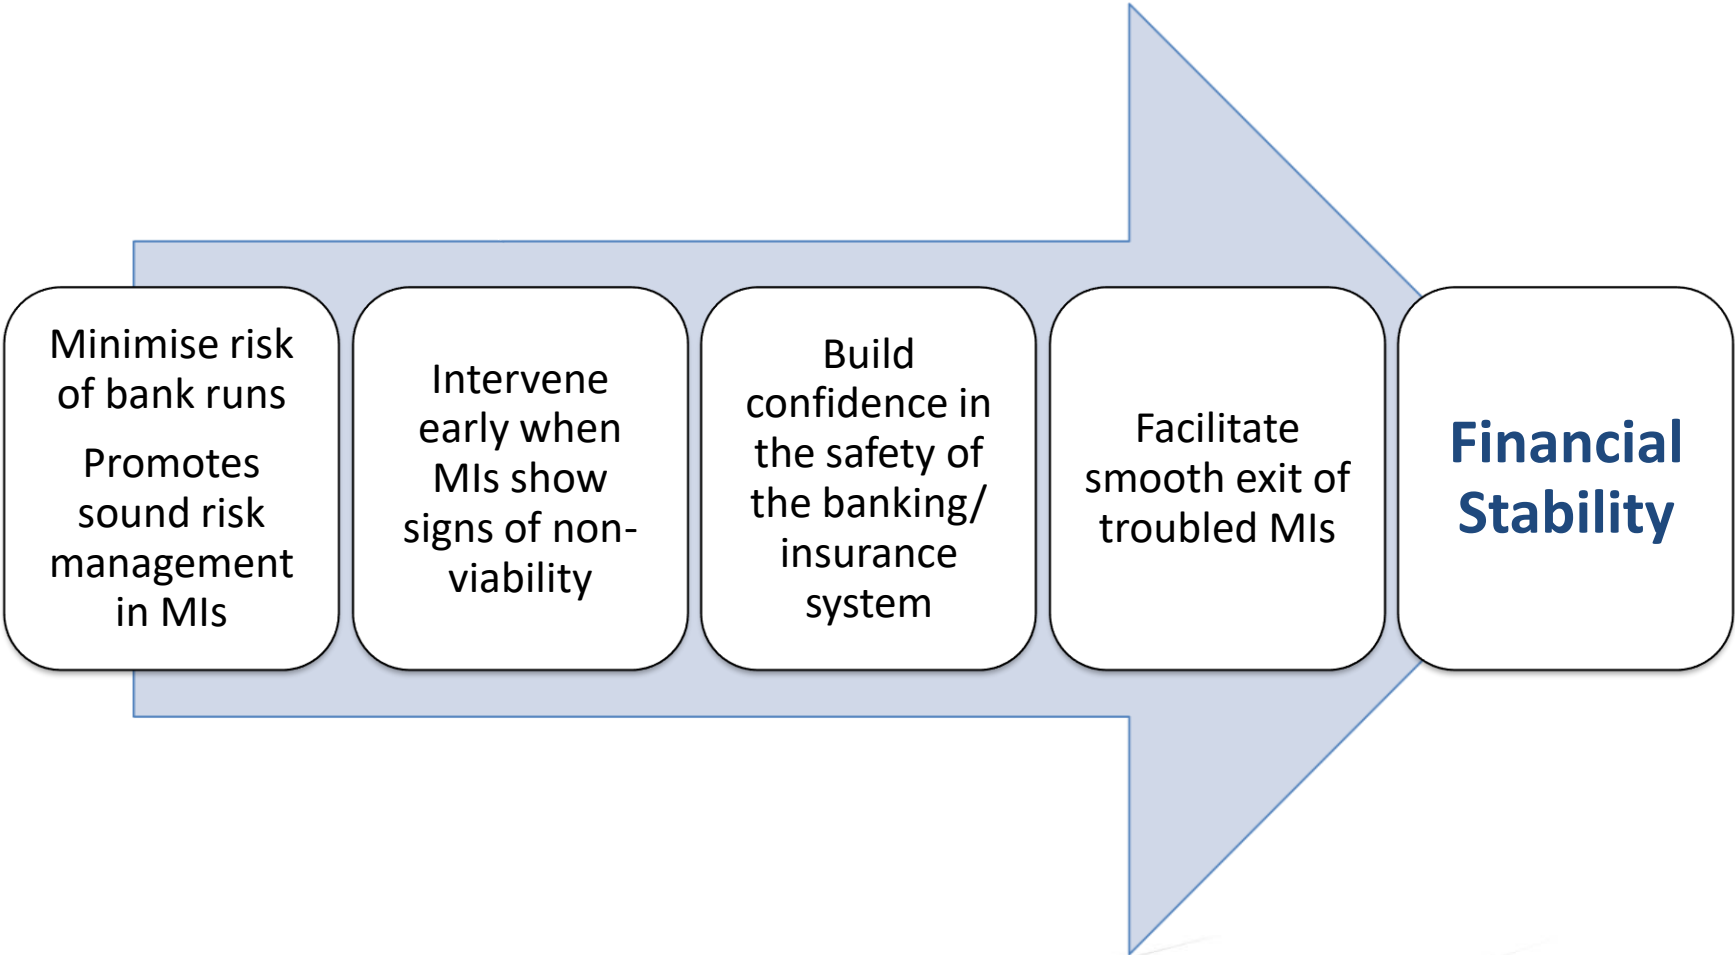 Minimise risk
of bank runs
Promotes
sound risk
management
in MIs
Intervene
early when
MIs show
signs of non-
viability
Build
confidence in
the safety of
the banking/
insurance
system
Facilitate
smooth exit of
troubled MIs
Financial
Stability